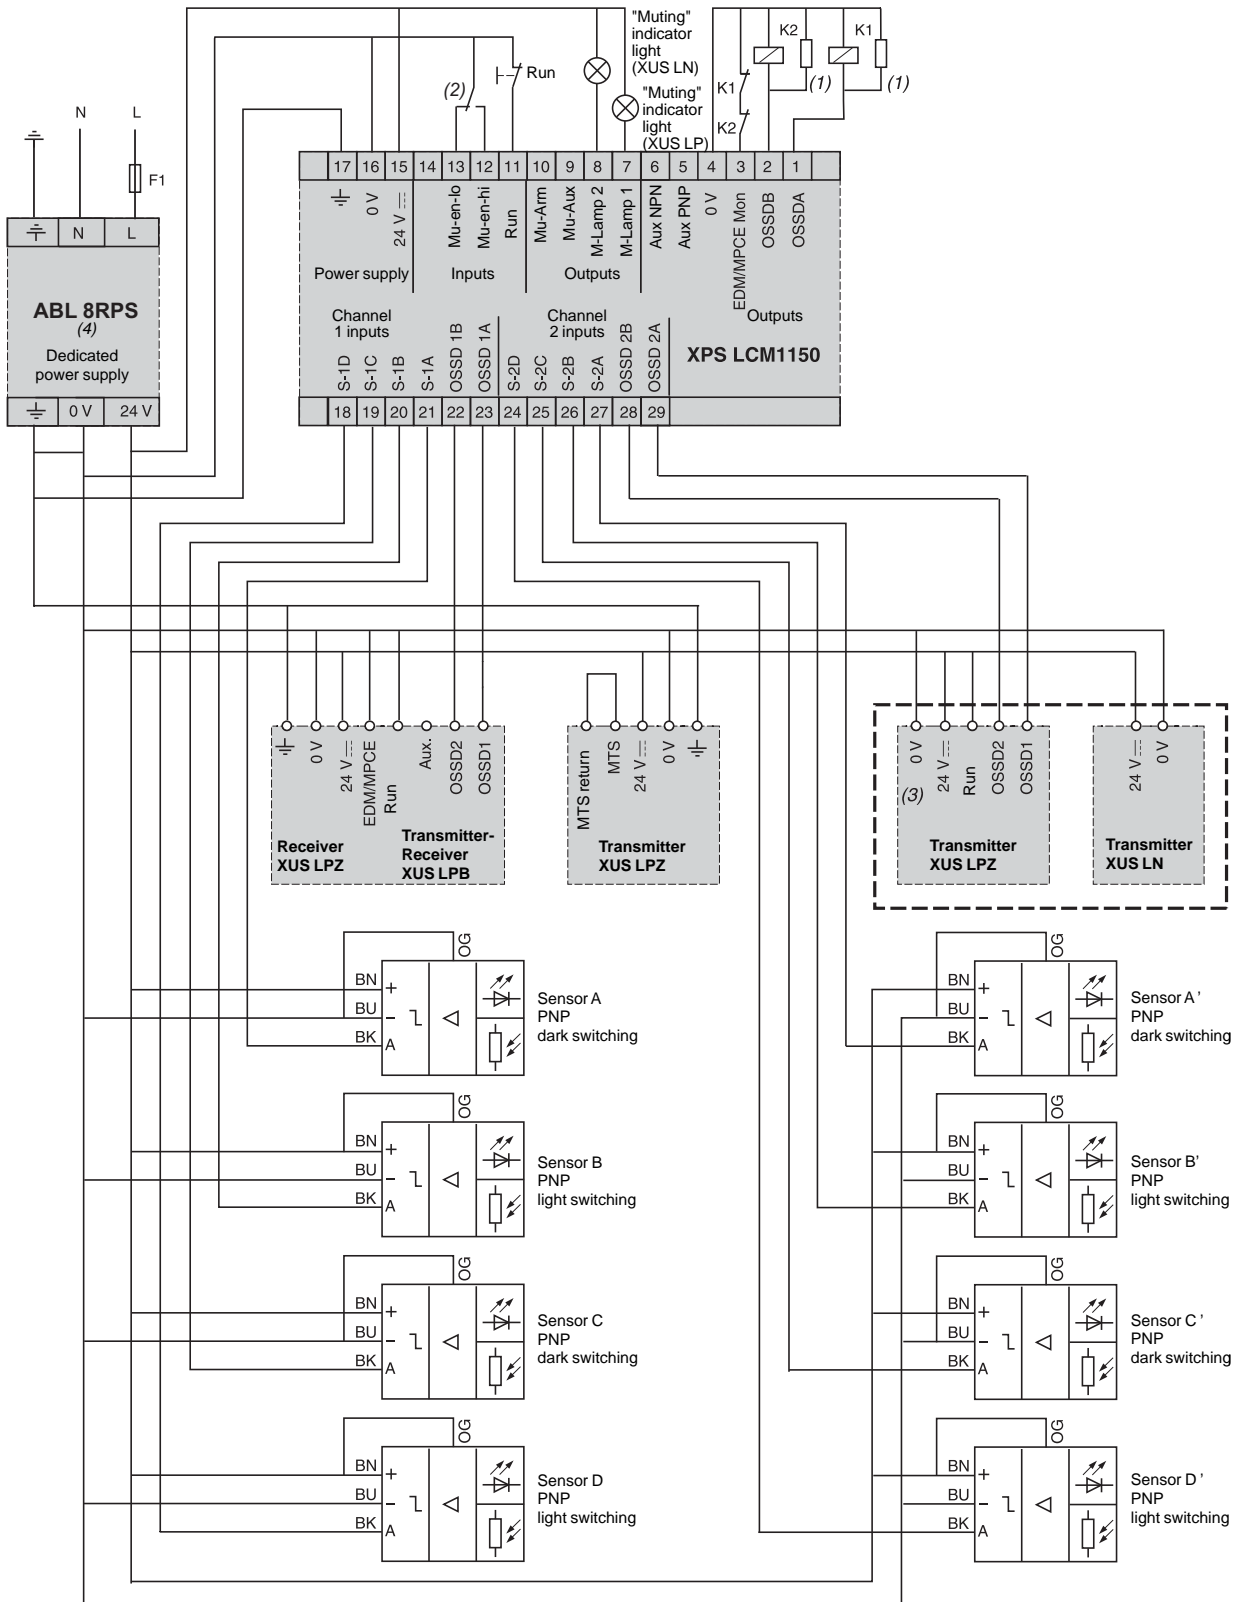 "Muting"
indicator
light
(XUS LN)
"Muting"
indicator
light
(XUS LP)
K2
K1
(1)
(1)
K1
K2
(2)
Run
N
L
F1
17 16 15 14 13 12 11 10 9 8 7 6 5 4 3 2 1
0 V
24 V
Mu-en-lo
Mu-en-hi
Run
Mu-Arm
Mu-Aux
M-Lamp 2
M-Lamp 1
Aux NPN
Aux PNP
0 V
EDM/MPCE Mon
OSSDB
OSSDA
Power supply
Inputs
Outputs
Outputs
Channel
1 inputs
Channel
2 inputs
XPS LCM1150
S-1D
S-1C
S-1B
S-1A
OSSD 1B
OSSD 1A
S-2D
S-2C
S-2B
S-2A
OSSD 2B
OSSD 2A
18 19 20 21 22 23 24 25 26 27 28 29
N L
ABL 8RPS
(4)
Dedicated
power supply
0 V 24 V
0 V
24 V
EDM/MPCE
Run
Aux.
OSSD2
OSSD1
Receiver
XUS LPZ
Transmitter-
Receiver
XUS LPB
MTS return
MTS
24 V
0 V
Transmitter
XUS LPZ
0 V
(3)
24 V
Run
OSSD2
OSSD1
Transmitter
XUS LPZ
24 V
0 V
Transmitter
XUS LN
OG
BN +
BU −
BK A
Sensor A
PNP
dark switching
OG
BN +
BU −
BK A
Sensor A '
PNP
dark switching
OG
BN +
BU −
BK A
Sensor B
PNP
light switching
OG
BN +
BU −
BK A
Sensor B'
PNP
light switching
OG
BN +
BU −
BK A
Sensor C
PNP
dark switching
OG
BN +
BU −
BK A
Sensor C '
PNP
dark switching
OG
BN +
BU −
BK A
Sensor D
PNP
light switching
OG
BN +
BU −
BK A
Sensor D '
PNP
light switching